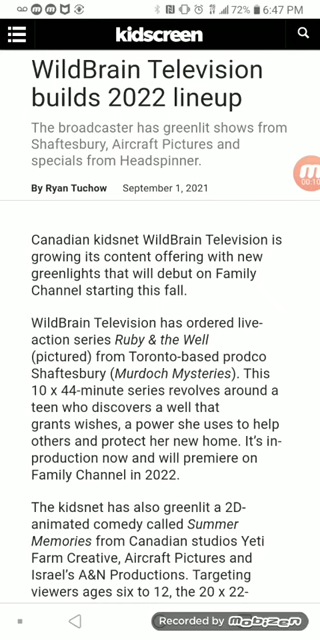 72% 6:47 PM
kidscreen
WildBrain Television
builds 2022 lineup
The broadcaster has greenlit shows from
Shaftesbury, Aircraft Pictures and
specials from Headspinner.
By Ryan Tuchow September 1, 2021
00:10
Canadian kidsnet WildBrain Television is
growing its content offering with new
greenlights that will debut on Family
Channel starting this fall.
WildBrain Television has ordered live-
action series Ruby & the Well
(pictured) from Toronto-based prodco
Shaftesbury (Murdoch Mysteries). This
10 x 44-minute series revolves around a
teen who discovers a well that
grants wishes, a power she uses to help
others and protect her new home. It's in-
production now and will premiere on
Family Channel in 2022.
The kidsnet has also greenlit a 2D-
animated comedy called Summer
Memories from Canadian studios Yeti
Farm Creative, Aircraft Pictures and
Israel's A&N Productions. Targeting
viewers ages six to 12, the 20 x 22-
Recorded by mobizen